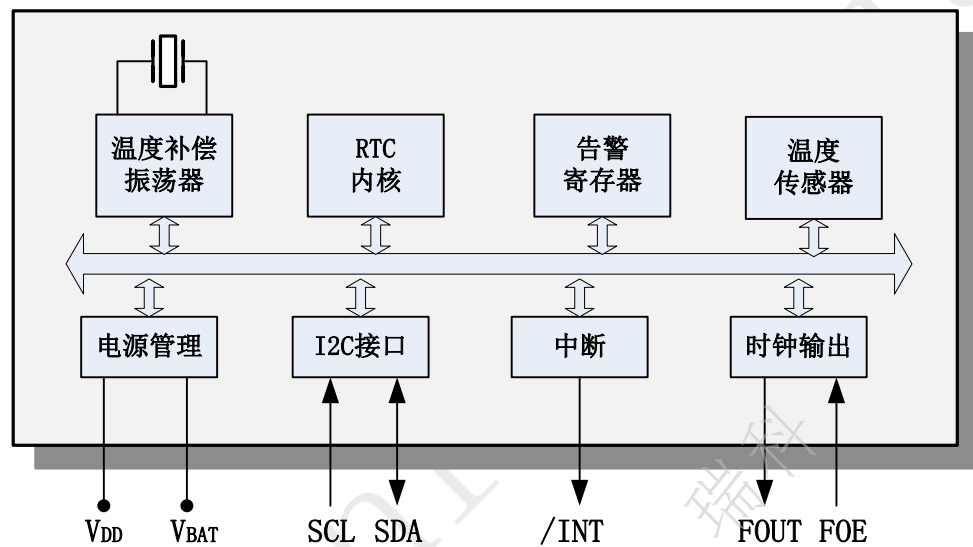 温度补偿
振荡器
RTC
内核
告警
寄存器
温度
传感器
电源管理
I2C接口
中断
时钟输出
VDD
VBAT
SCL SDA
/INT
FOUT FOE
瑞科